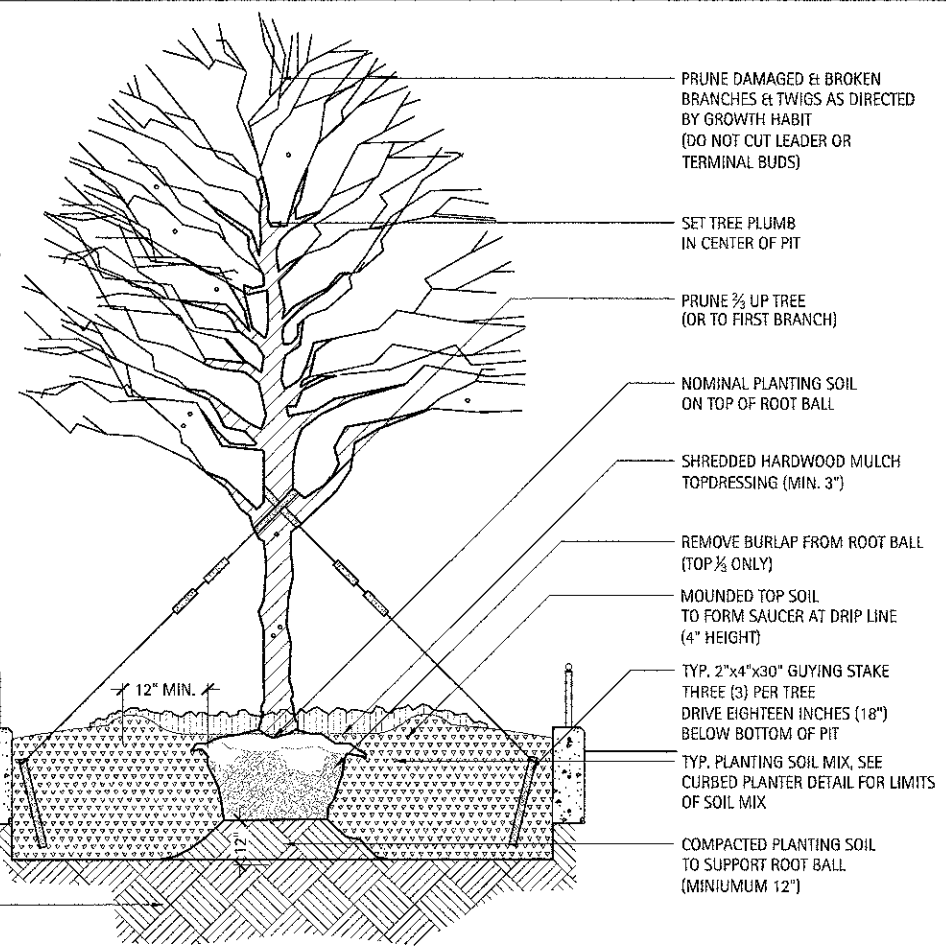 PRUNE DAMAGED & BROKEN
BRANCHES & TWIGS AS DIRECTED
BY GROWTH HABIT
(DO NOT CUT LEADER OR
TERMINAL BUDS)
SET TREE PLUMB
IN CENTER OF PIT
PRUNE ⅔ UP TREE
(OR TO FIRST BRANCH)
NOMINAL PLANTING SOIL
ON TOP OF ROOT BALL
SHREDDED HARDWOOD MULCH
TOPDRESSING (MIN. 3")
REMOVE BURLAP FROM ROOT BALL
(TOP ⅓ ONLY)
MOUNDED TOP SOIL
TO FORM SAUCER AT DRIP LINE
(4" HEIGHT)
TYP. 2"x4"x30" GUYING STAKE
THREE (3) PER TREE
DRIVE EIGHTEEN INCHES (18")
BELOW BOTTOM OF PIT
TYP. PLANTING SOIL MIX, SEE
CURBED PLANTER DETAIL FOR LIMITS
OF SOIL MIX
COMPACTED PLANTING SOIL
TO SUPPORT ROOT BALL
(MINIUMUM 12")
12" MIN.
12"